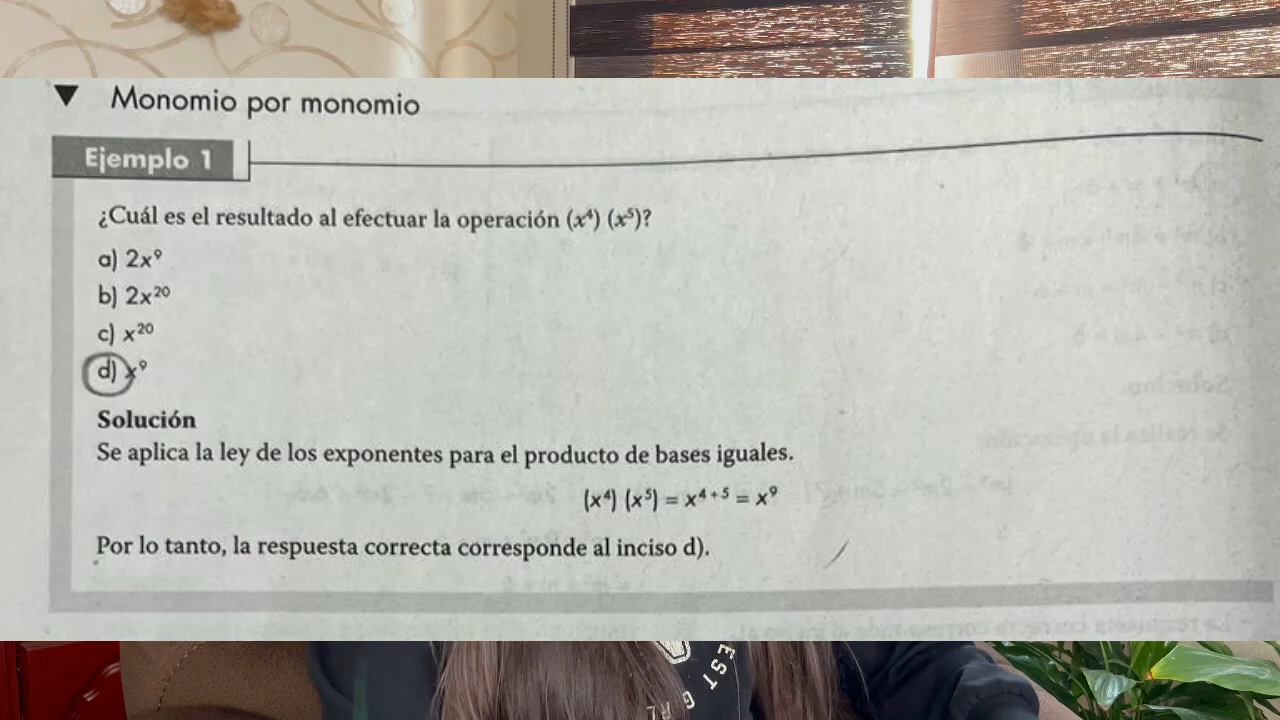 ▼ Monomio por monomio
Ejemplo 1
¿Cuál es el resultado al efectuar la operación (x⁴) (x⁵)?
a) 2x⁹
b) 2x²⁰
c) x²⁰
d) x⁹
Solución
Se aplica la ley de los exponentes para el producto de bases iguales.
(x⁴) (x⁵) = x⁴⁺⁵ = x⁹
Por lo tanto, la respuesta correcta corresponde al inciso d).
EST